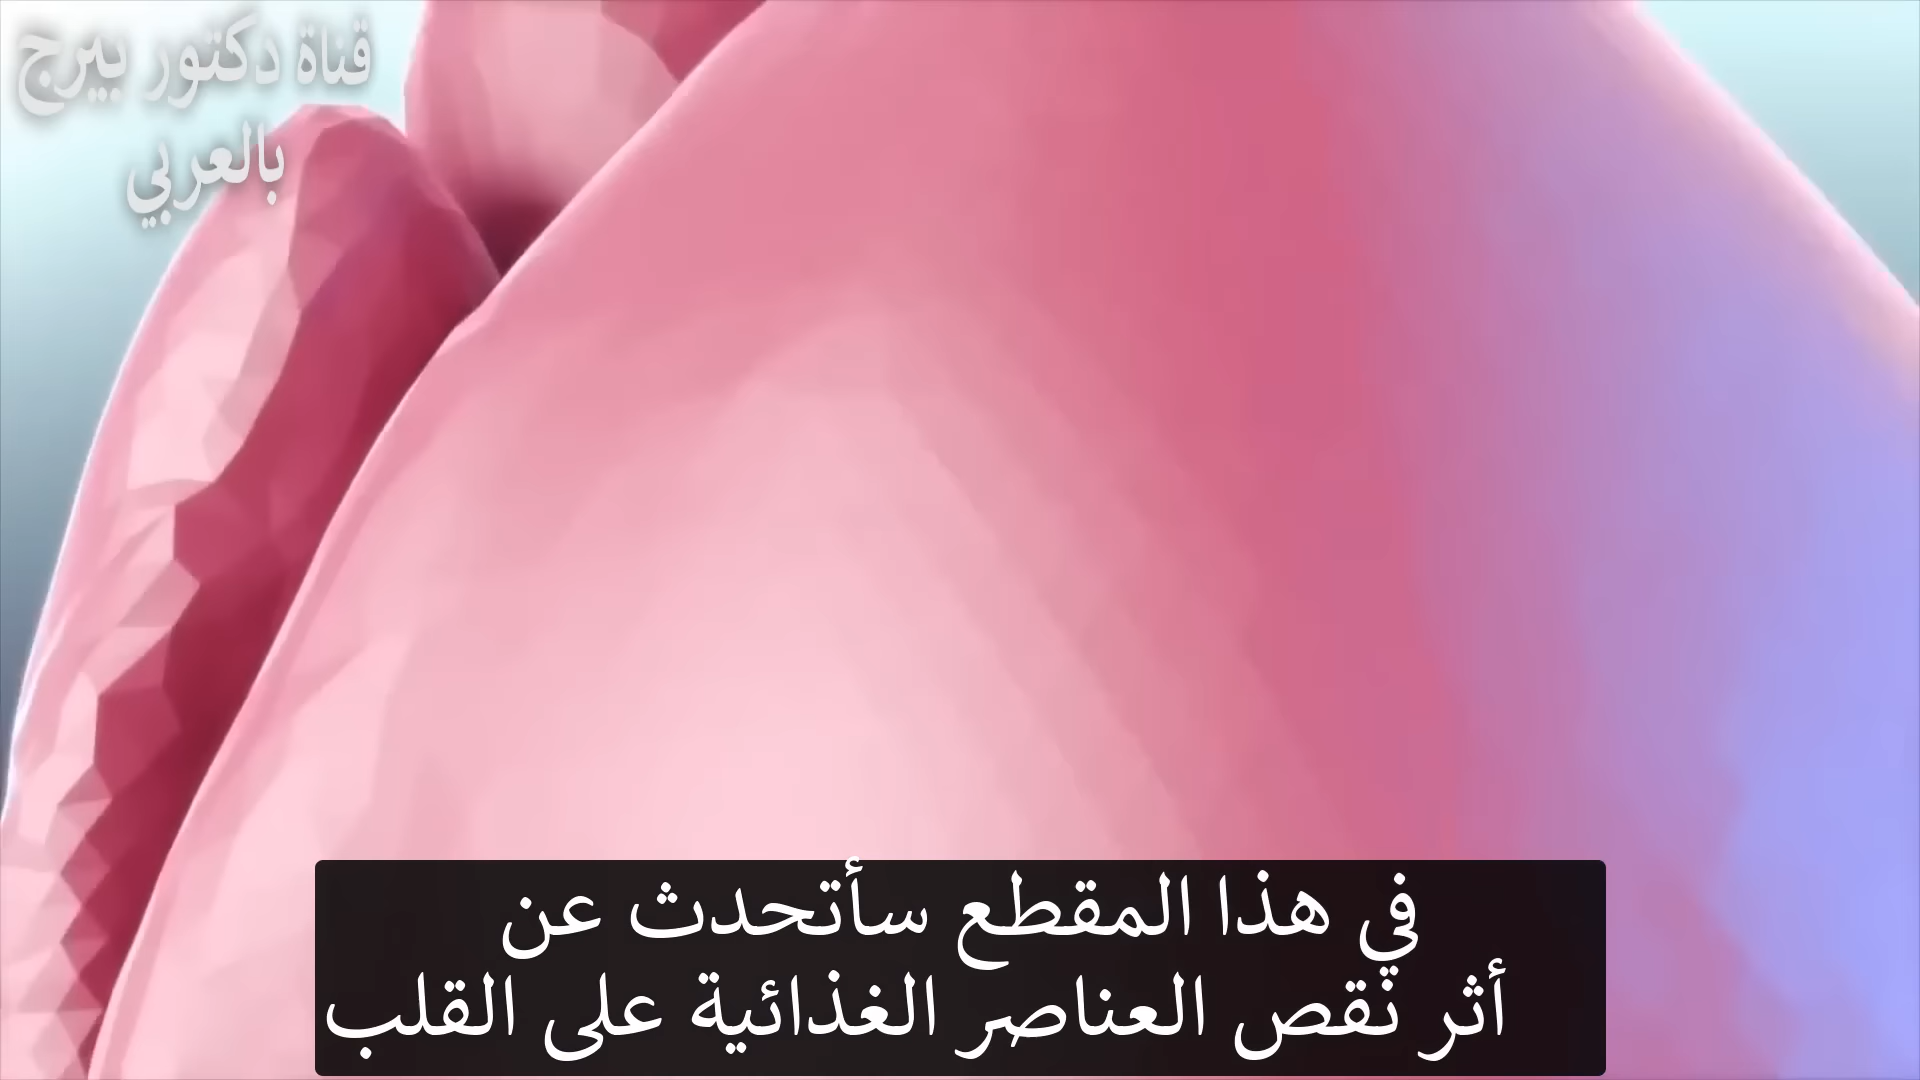 قناة دكتور بيرج
بالعربي
في هذا المقطع سأتحدث عن
أثر نقص العناصر الغذائية على القلب